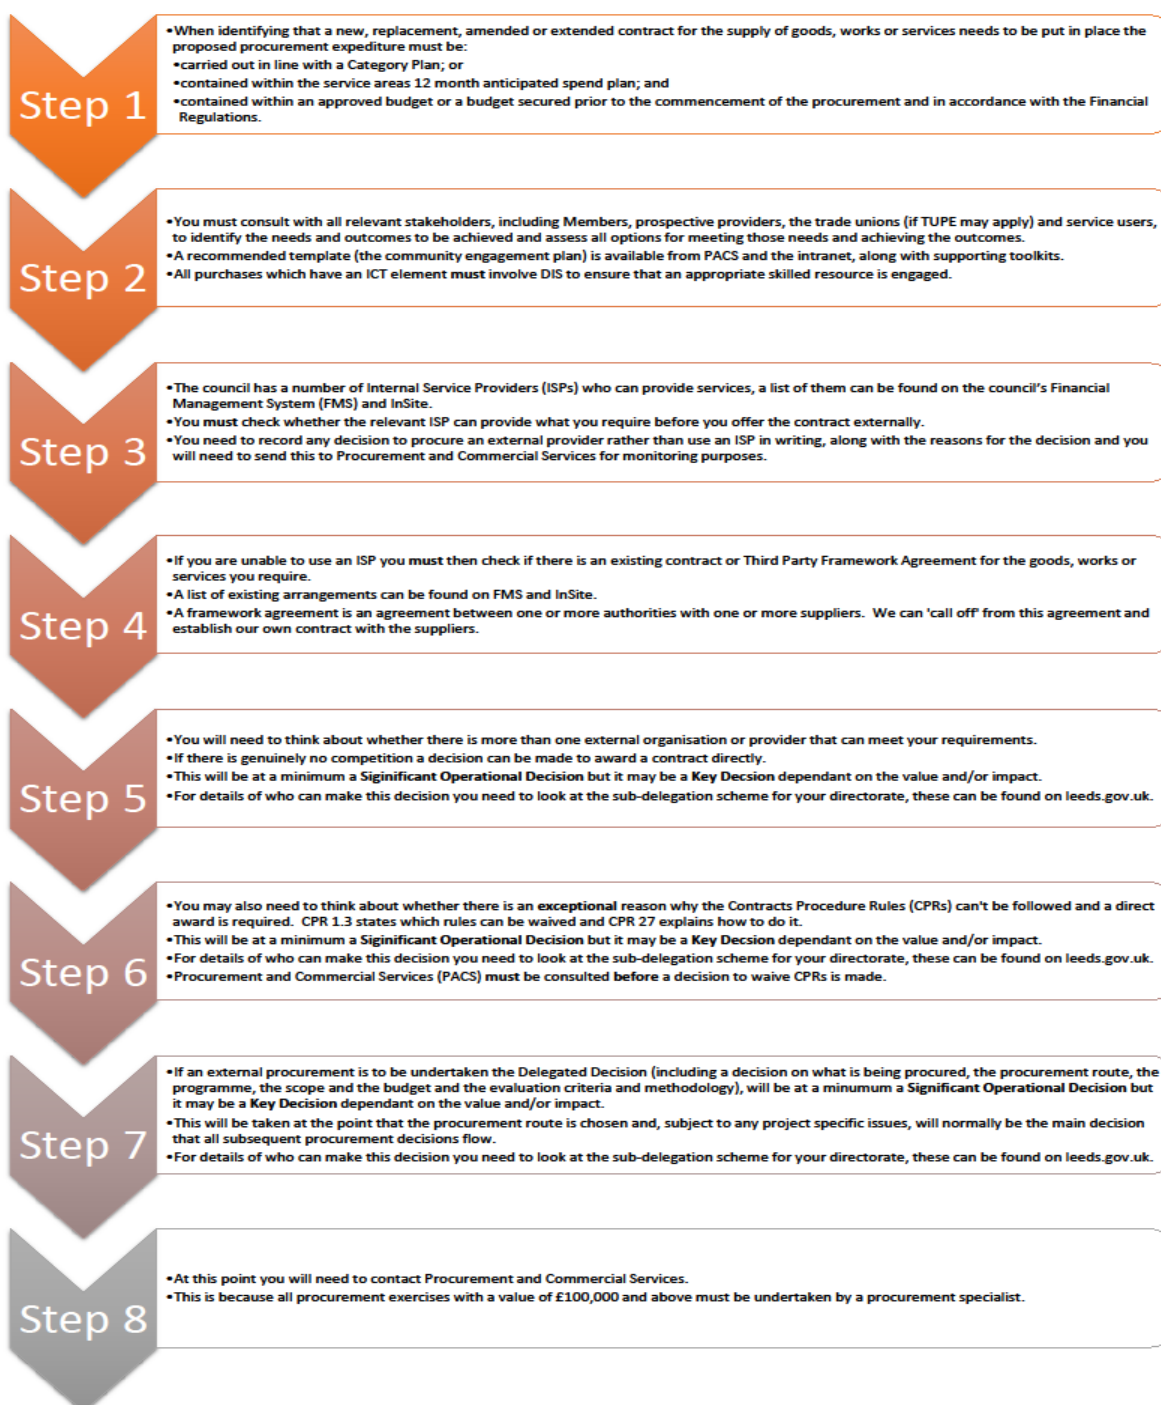 Step 1
•When identifying that a new, replacement, amended or extended contract for the supply of goods, works or services needs to be put in place the
proposed procurement expediture must be:
•carried out in line with a Category Plan; or
•contained within the service areas 12 month anticipated spend plan; and
•contained within an approved budget or a budget secured prior to the commencement of the procurement and in accordance with the Financial
Regulations.
Step 2
•You must consult with all relevant stakeholders, including Members, prospective providers, the trade unions (if TUPE may apply) and service users,
to identify the needs and outcomes to be achieved and assess all options for meeting those needs and achieving the outcomes.
•A recommended template (the community engagement plan) is available from PACS and the intranet, along with supporting toolkits.
•All purchases which have an ICT element must involve DIS to ensure that an appropriate skilled resource is engaged.
Step 3
•The council has a number of Internal Service Providers (ISPs) who can provide services, a list of them can be found on the council's Financial
Management System (FMS) and InSite.
•You must check whether the relevant ISP can provide what you require before you offer the contract externally.
•You need to record any decision to procure an external provider rather than use an ISP in writing, along with the reasons for the decision and you
will need to send this to Procurement and Commercial Services for monitoring purposes.
Step 4
•If you are unable to use an ISP you must then check if there is an existing contract or Third Party Framework Agreement for the goods, works or
services you require.
•A list of existing arrangements can be found on FMS and InSite.
•A framework agreement is an agreement between one or more authorities with one or more suppliers.  We can 'call off' from this agreement and
establish our own contract with the suppliers.
Step 5
•You will need to think about whether there is more than one external organisation or provider that can meet your requirements.
•If there is genuinely no competition a decision can be made to award a contract directly.
•This will be at a minimum a Siginificant Operational Decision but it may be a Key Decsion dependant on the value and/or impact.
•For details of who can make this decision you need to look at the sub-delegation scheme for your directorate, these can be found on leeds.gov.uk.
Step 6
•You may also need to think about whether there is an exceptional reason why the Contracts Procedure Rules (CPRs) can't be followed and a direct
award is required.  CPR 1.3 states which rules can be waived and CPR 27 explains how to do it.
•This will be at a minimum a Siginificant Operational Decision but it may be a Key Decsion dependant on the value and/or impact.
•For details of who can make this decision you need to look at the sub-delegation scheme for your directorate, these can be found on leeds.gov.uk.
•Procurement and Commercial Services (PACS) must be consulted before a decision to waive CPRs is made.
Step 7
•If an external procurement is to be undertaken the Delegated Decision (including a decision on what is being procured, the procurement route, the
programme, the scope and the budget and the evaluation criteria and methodology), will be at a minumum a Significant Operational Decision but
it may be a Key Decision dependant on the value and/or impact.
•This will be taken at the point that the procurement route is chosen and, subject to any project specific issues, will normally be the main decision
that all subsequent procurement decisions flow.
•For details of who can make this decision you need to look at the sub-delegation scheme for your directorate, these can be found on leeds.gov.uk.
Step 8
•At this point you will need to contact Procurement and Commercial Services.
•This is because all procurement exercises with a value of £100,000 and above must be undertaken by a procurement specialist.